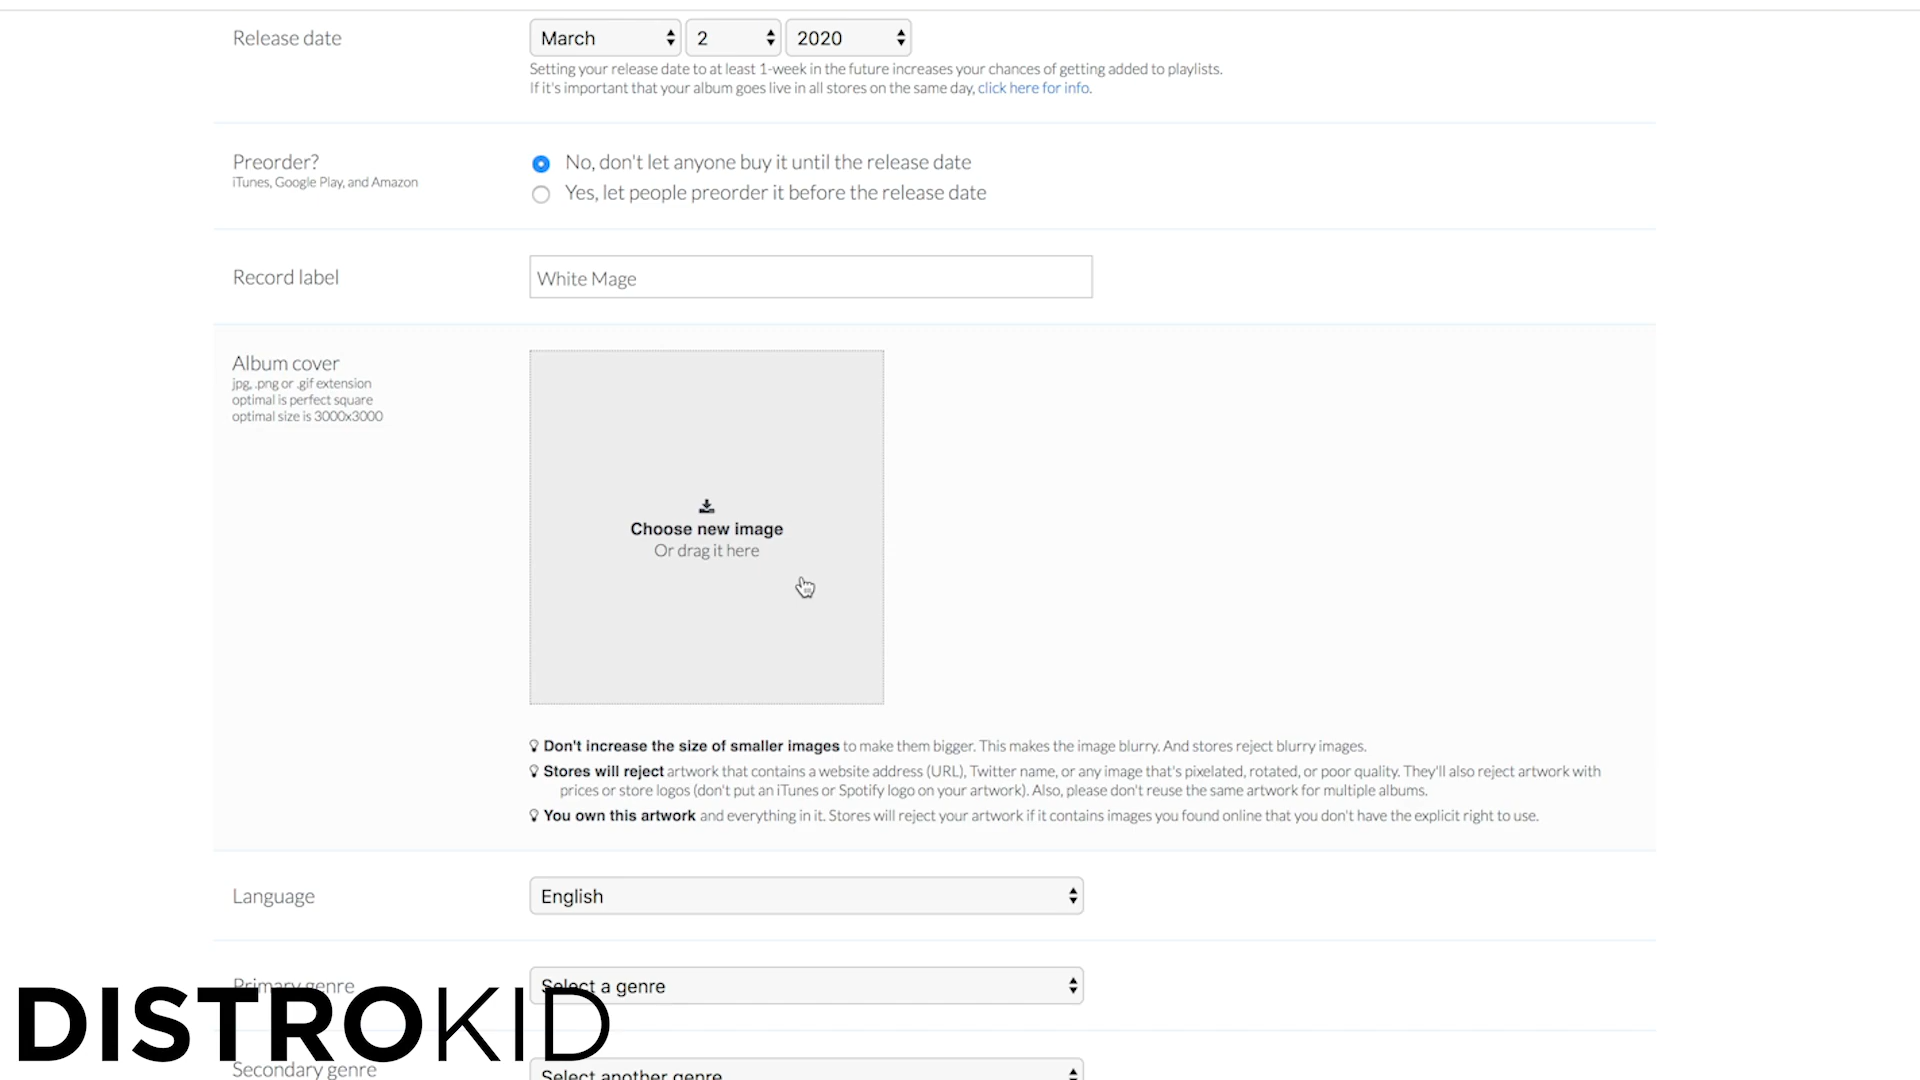 Release date
March 2 2020
Setting your release date to at least 1-week in the future increases your chances of getting added to playlists.
If it's important that your album goes live in all stores on the same day, click here for info.
Preorder?
iTunes, Google Play, and Amazon
No, don't let anyone buy it until the release date
Yes, let people preorder it before the release date
Record label
White Mage
Album cover
jpg, .png or .gif extension
optimal is perfect square
optimal size is 3000x3000
Choose new image
Or drag it here
Don't increase the size of smaller images to make them bigger. This makes the image blurry. And stores reject blurry images.
Stores will reject artwork that contains a website address (URL), Twitter name, or any image that's pixelated, rotated, or poor quality. They'll also reject artwork with
prices or store logos (don't put an iTunes or Spotify logo on your artwork). Also, please don't reuse the same artwork for multiple albums.
You own this artwork and everything in it. Stores will reject your artwork if it contains images you found online that you don't have the explicit right to use.
Language
English
Primary genre
Select a genre
DISTROKID
Secondary genre
Select another genre